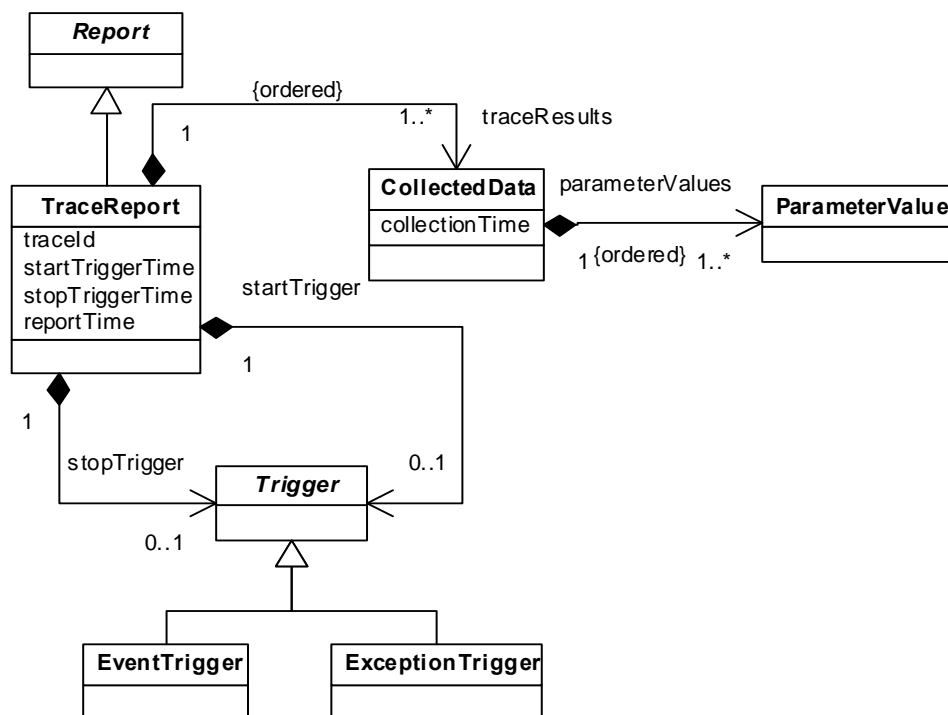 Report
{ordered}
1
1..*
traceResults
TraceReport
traceId
startTriggerTime
stopTriggerTime
reportTime
CollectedData
collectionTime
parameterValues
1
{ordered}
1..*
ParameterValue
startTrigger
1
1
stopTrigger
0..1
0..1
Trigger
EventTrigger
ExceptionTrigger